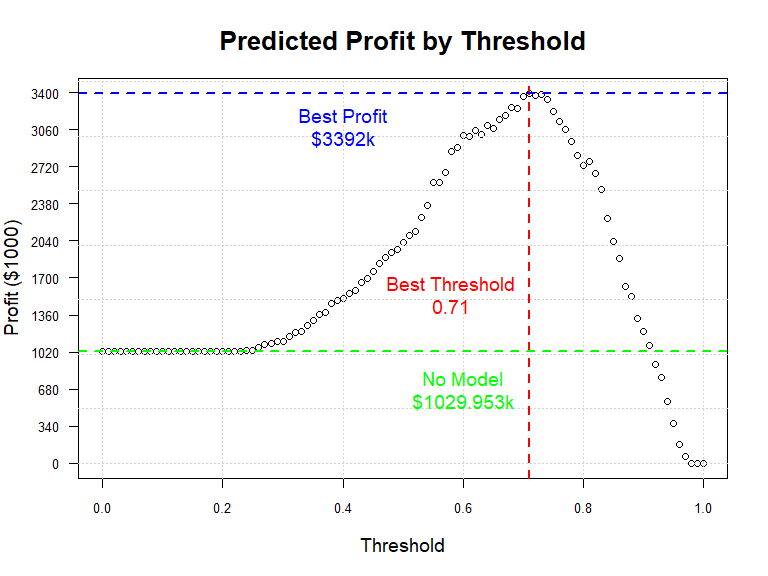 Predicted Profit by Threshold
Profit ($1000)
3400
3060
2720
2380
2040
1700
1360
1020
680
340
0
Best Profit
$3392k
Best Threshold
0.71
No Model
$1029.953k
0.0 0.2 0.4 0.6 0.8 1.0
Threshold